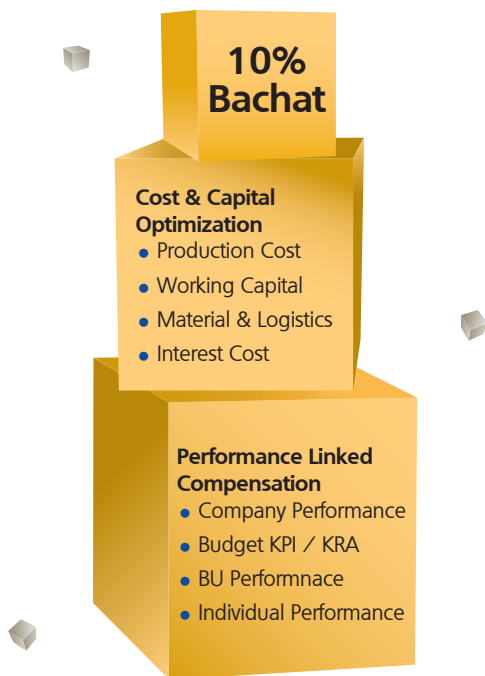 10%
Bachat
Cost & Capital
Optimization
• Production Cost
• Working Capital
• Material & Logistics
• Interest Cost
Performance Linked
Compensation
• Company Performance
• Budget KPI / KRA
• BU Performnace
• Individual Performance